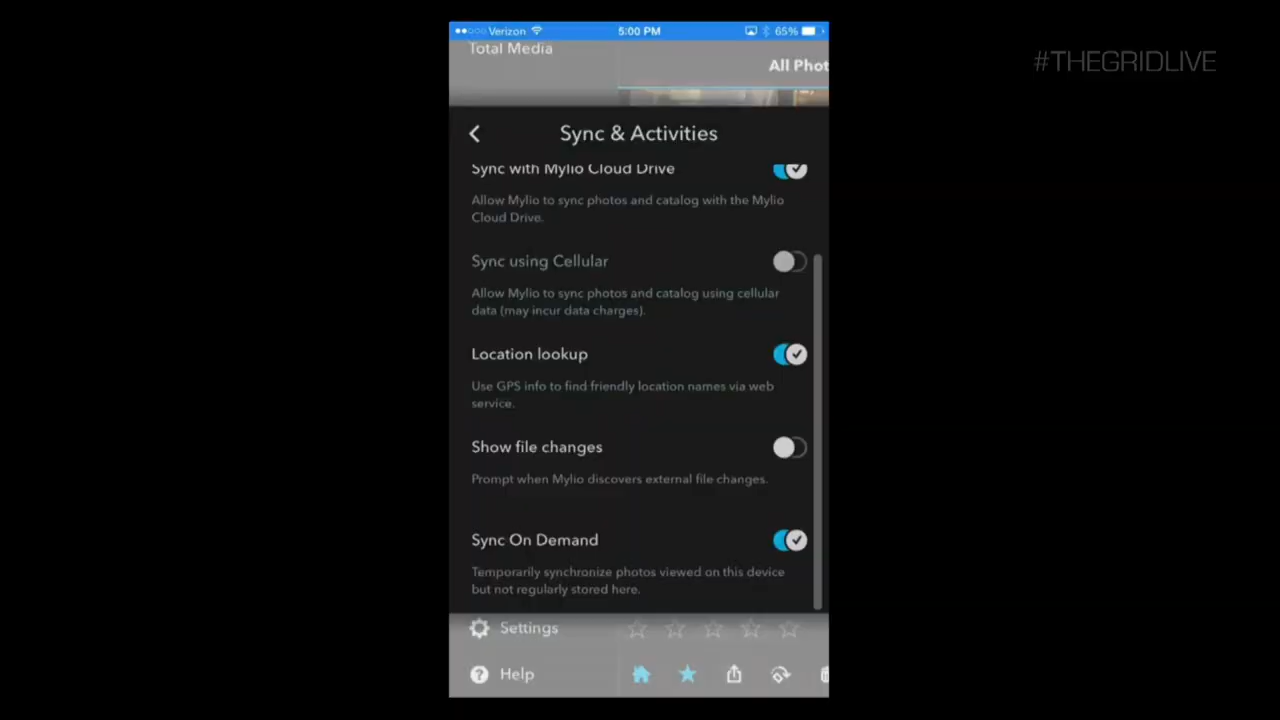 Verizon 5:00 PM 65%
Total Media
All Phot
#THEGRIDLIVE
Sync & Activities
Sync with Mylio Cloud Drive
Allow Mylio to sync photos and catalog with the Mylio
Cloud Drive.
Sync using Cellular
Allow Mylio to sync photos and catalog using cellular
data (may incur data charges).
Location lookup
Use GPS info to find friendly location names via web
service.
Show file changes
Prompt when Mylio discovers external file changes.
Sync On Demand
Temporarily synchronize photos viewed on this device
but not regularly stored here.
Settings
Help